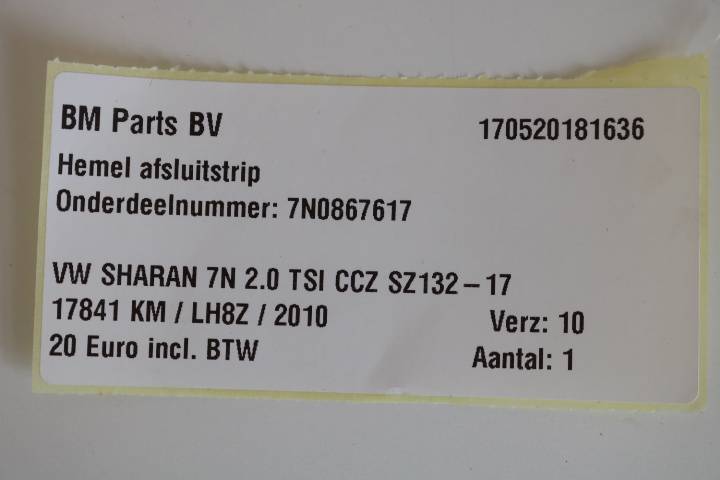 BM Parts BV 170520181636
Hemel afsluitstrip
Onderdeelnummer: 7N0867617
VW SHARAN 7N 2.0 TSI CCZ SZ132-17
17841 KM / LH8Z / 2010 Verz: 10
20 Euro incl. BTW Aantal: 1